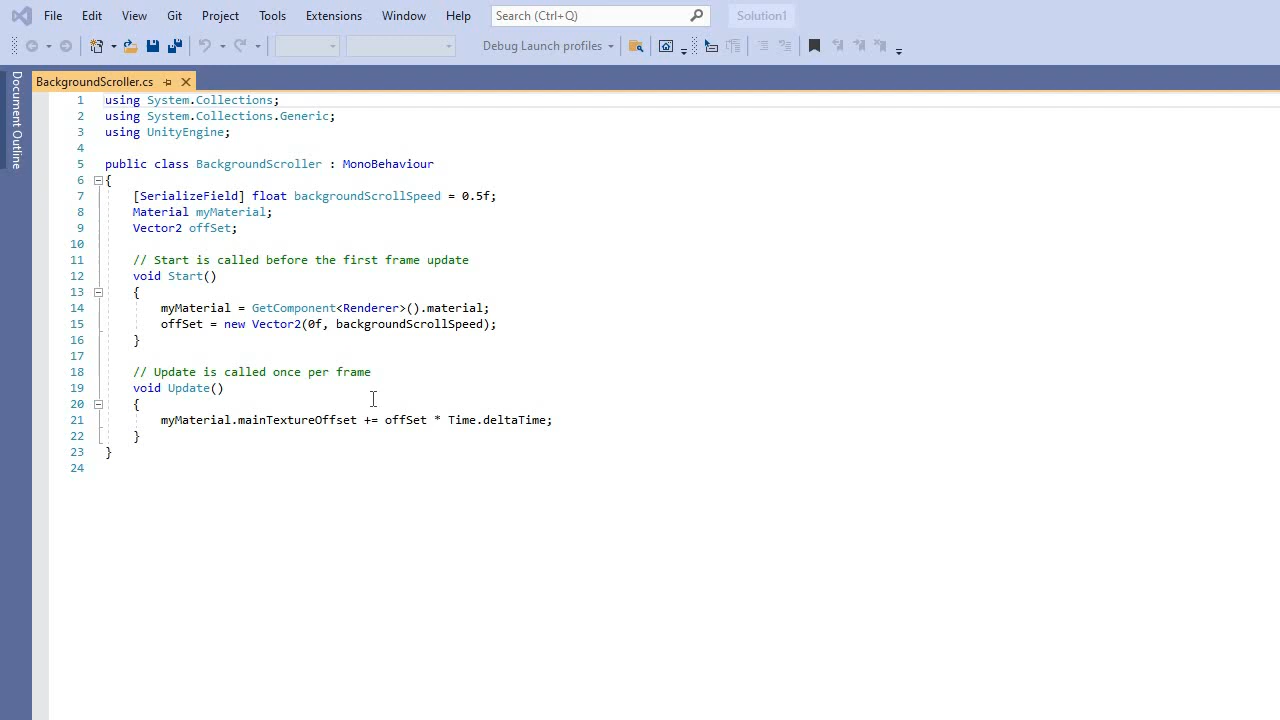 File Edit View Git Project Tools Extensions Window Help Search (Ctrl+Q) Solution1
Debug Launch profiles
BackgroundScroller.cs
Document Outline
1 using System.Collections;
2 using System.Collections.Generic;
3 using UnityEngine;
4
5 public class BackgroundScroller : MonoBehaviour
6 {
7 [SerializeField] float backgroundScrollSpeed = 0.5f;
8 Material myMaterial;
9 Vector2 offSet;
10
11 // Start is called before the first frame update
12 void Start()
13 {
14 myMaterial = GetComponent<Renderer>().material;
15 offSet = new Vector2(0f, backgroundScrollSpeed);
16 }
17
18 // Update is called once per frame
19 void Update()
20 {
21 myMaterial.mainTextureOffset += offSet * Time.deltaTime;
22 }
23 }
24